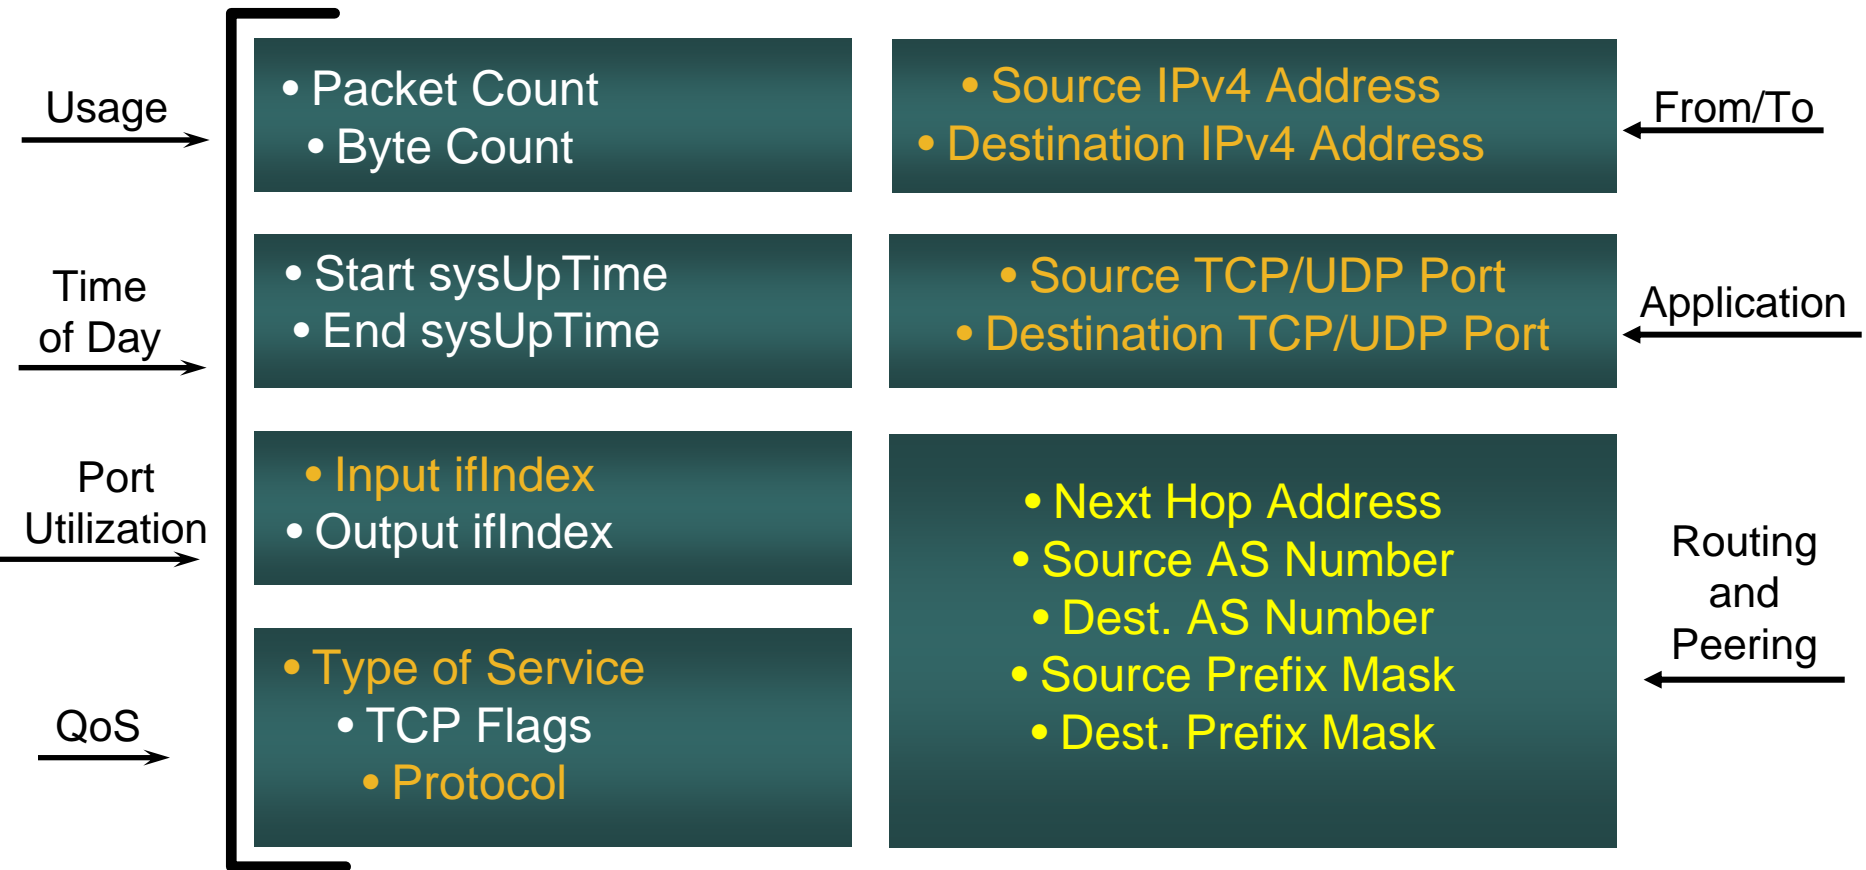 Usage
• Packet Count
• Byte Count
• Source IPv4 Address
• Destination IPv4 Address
From/To
Time
of Day
• Start sysUpTime
• End sysUpTime
• Source TCP/UDP Port
• Destination TCP/UDP Port
Application
Port
Utilization
• Input ifIndex
• Output ifIndex
• Next Hop Address
• Source AS Number
• Dest. AS Number
• Source Prefix Mask
• Dest. Prefix Mask
Routing
and
Peering
QoS
• Type of Service
• TCP Flags
• Protocol